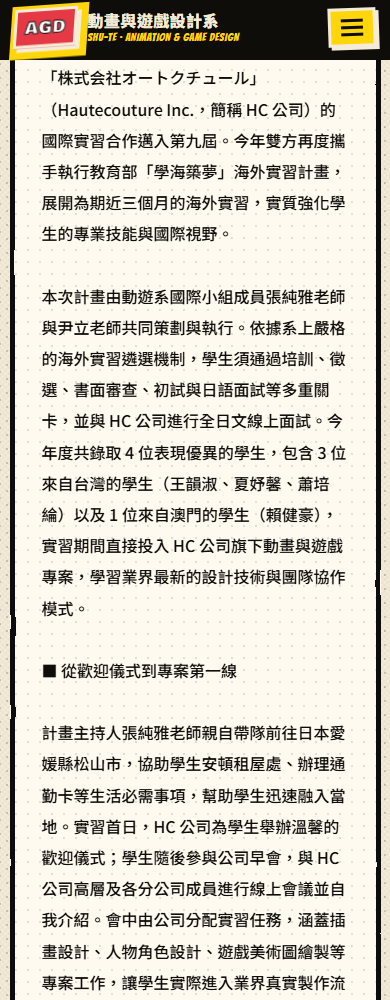 AGD
動畫與遊戲設計系
SHU-TE · ANIMATION & GAME DESIGN
「株式会社オートクチュール」
（Hautecouture Inc.，簡稱 HC 公司）的
國際實習合作邁入第九屆。今年雙方再度攜
手執行教育部「學海築夢」海外實習計畫，
展開為期近三個月的海外實習，實質強化學
生的專業技能與國際視野。
本次計畫由動遊系國際小組成員張純雅老師
與尹立老師共同策劃與執行。依據系上嚴格
的海外實習遴選機制，學生須通過培訓、徵
選、書面審查、初試與日語面試等多重關
卡，並與 HC 公司進行全日文線上面試。今
年度共錄取 4 位表現優異的學生，包含 3 位
來自台灣的學生（王韻淑、夏妤馨、蕭培
綸）以及 1 位來自澳門的學生（賴健豪），
實習期間直接投入 HC 公司旗下動畫與遊戲
專案，學習業界最新的設計技術與團隊協作
模式。
■ 從歡迎儀式到專案第一線
計畫主持人張純雅老師親自帶隊前往日本愛
媛縣松山市，協助學生安頓租屋處、辦理通
勤卡等生活必需事項，幫助學生迅速融入當
地。實習首日，HC 公司為學生舉辦溫馨的
歡迎儀式；學生隨後參與公司早會，與 HC
公司高層及各分公司成員進行線上會議並自
我介紹。會中由公司分配實習任務，涵蓋插
畫設計、人物角色設計、遊戲美術圖繪製等
專案工作，讓學生實際進入業界真實製作流